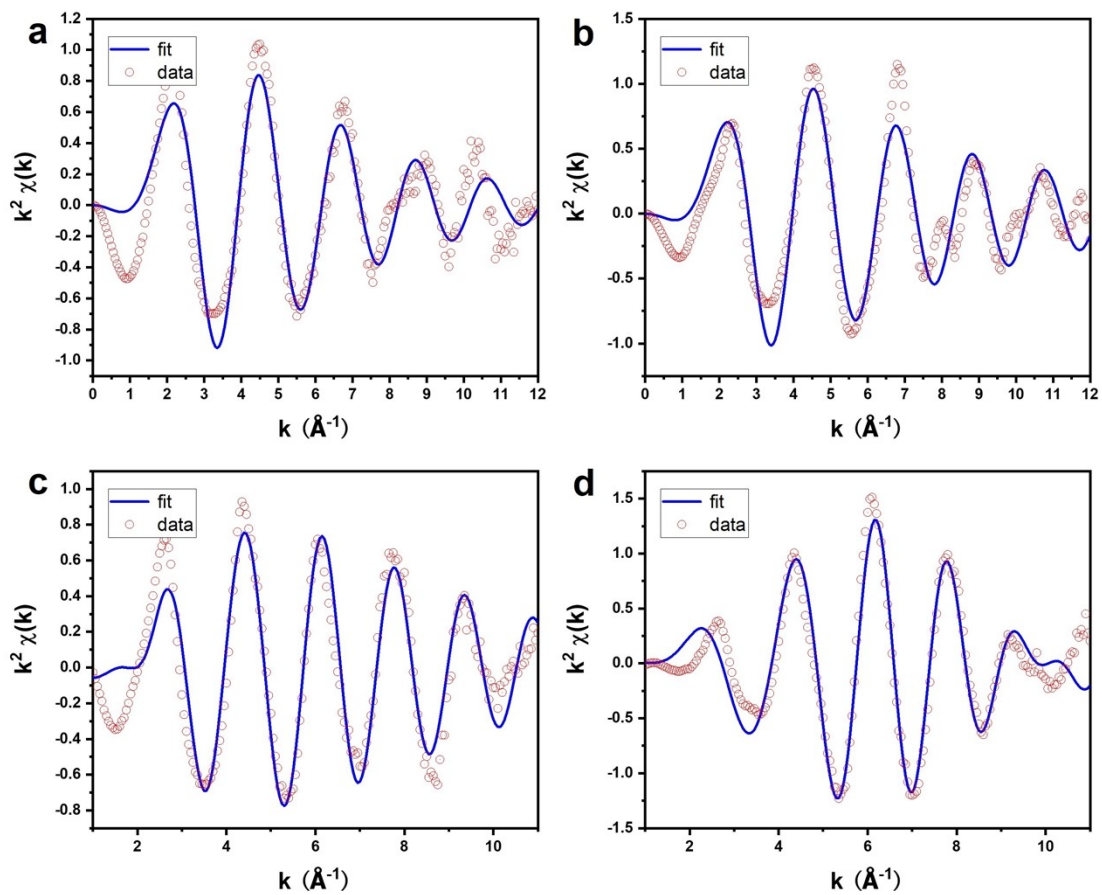 a
fit
data
1.2
1.0
0.8
0.6
0.4
0.2
0.0
-0.2
-0.4
-0.6
-0.8
-1.0
k² χ(k)
0 1 2 3 4 5 6 7 8 9 10 11 12
k (Å⁻¹)
b
fit
data
1.5
1.0
0.5
0.0
-0.5
-1.0
k² χ(k)
0 1 2 3 4 5 6 7 8 9 10 11 12
k (Å⁻¹)
c
fit
data
1.0
0.8
0.6
0.4
0.2
0.0
-0.2
-0.4
-0.6
-0.8
k² χ(k)
2 4 6 8 10
k (Å⁻¹)
d
fit
data
1.5
1.0
0.5
0.0
-0.5
-1.0
-1.5
k² χ(k)
2 4 6 8 10
k (Å⁻¹)